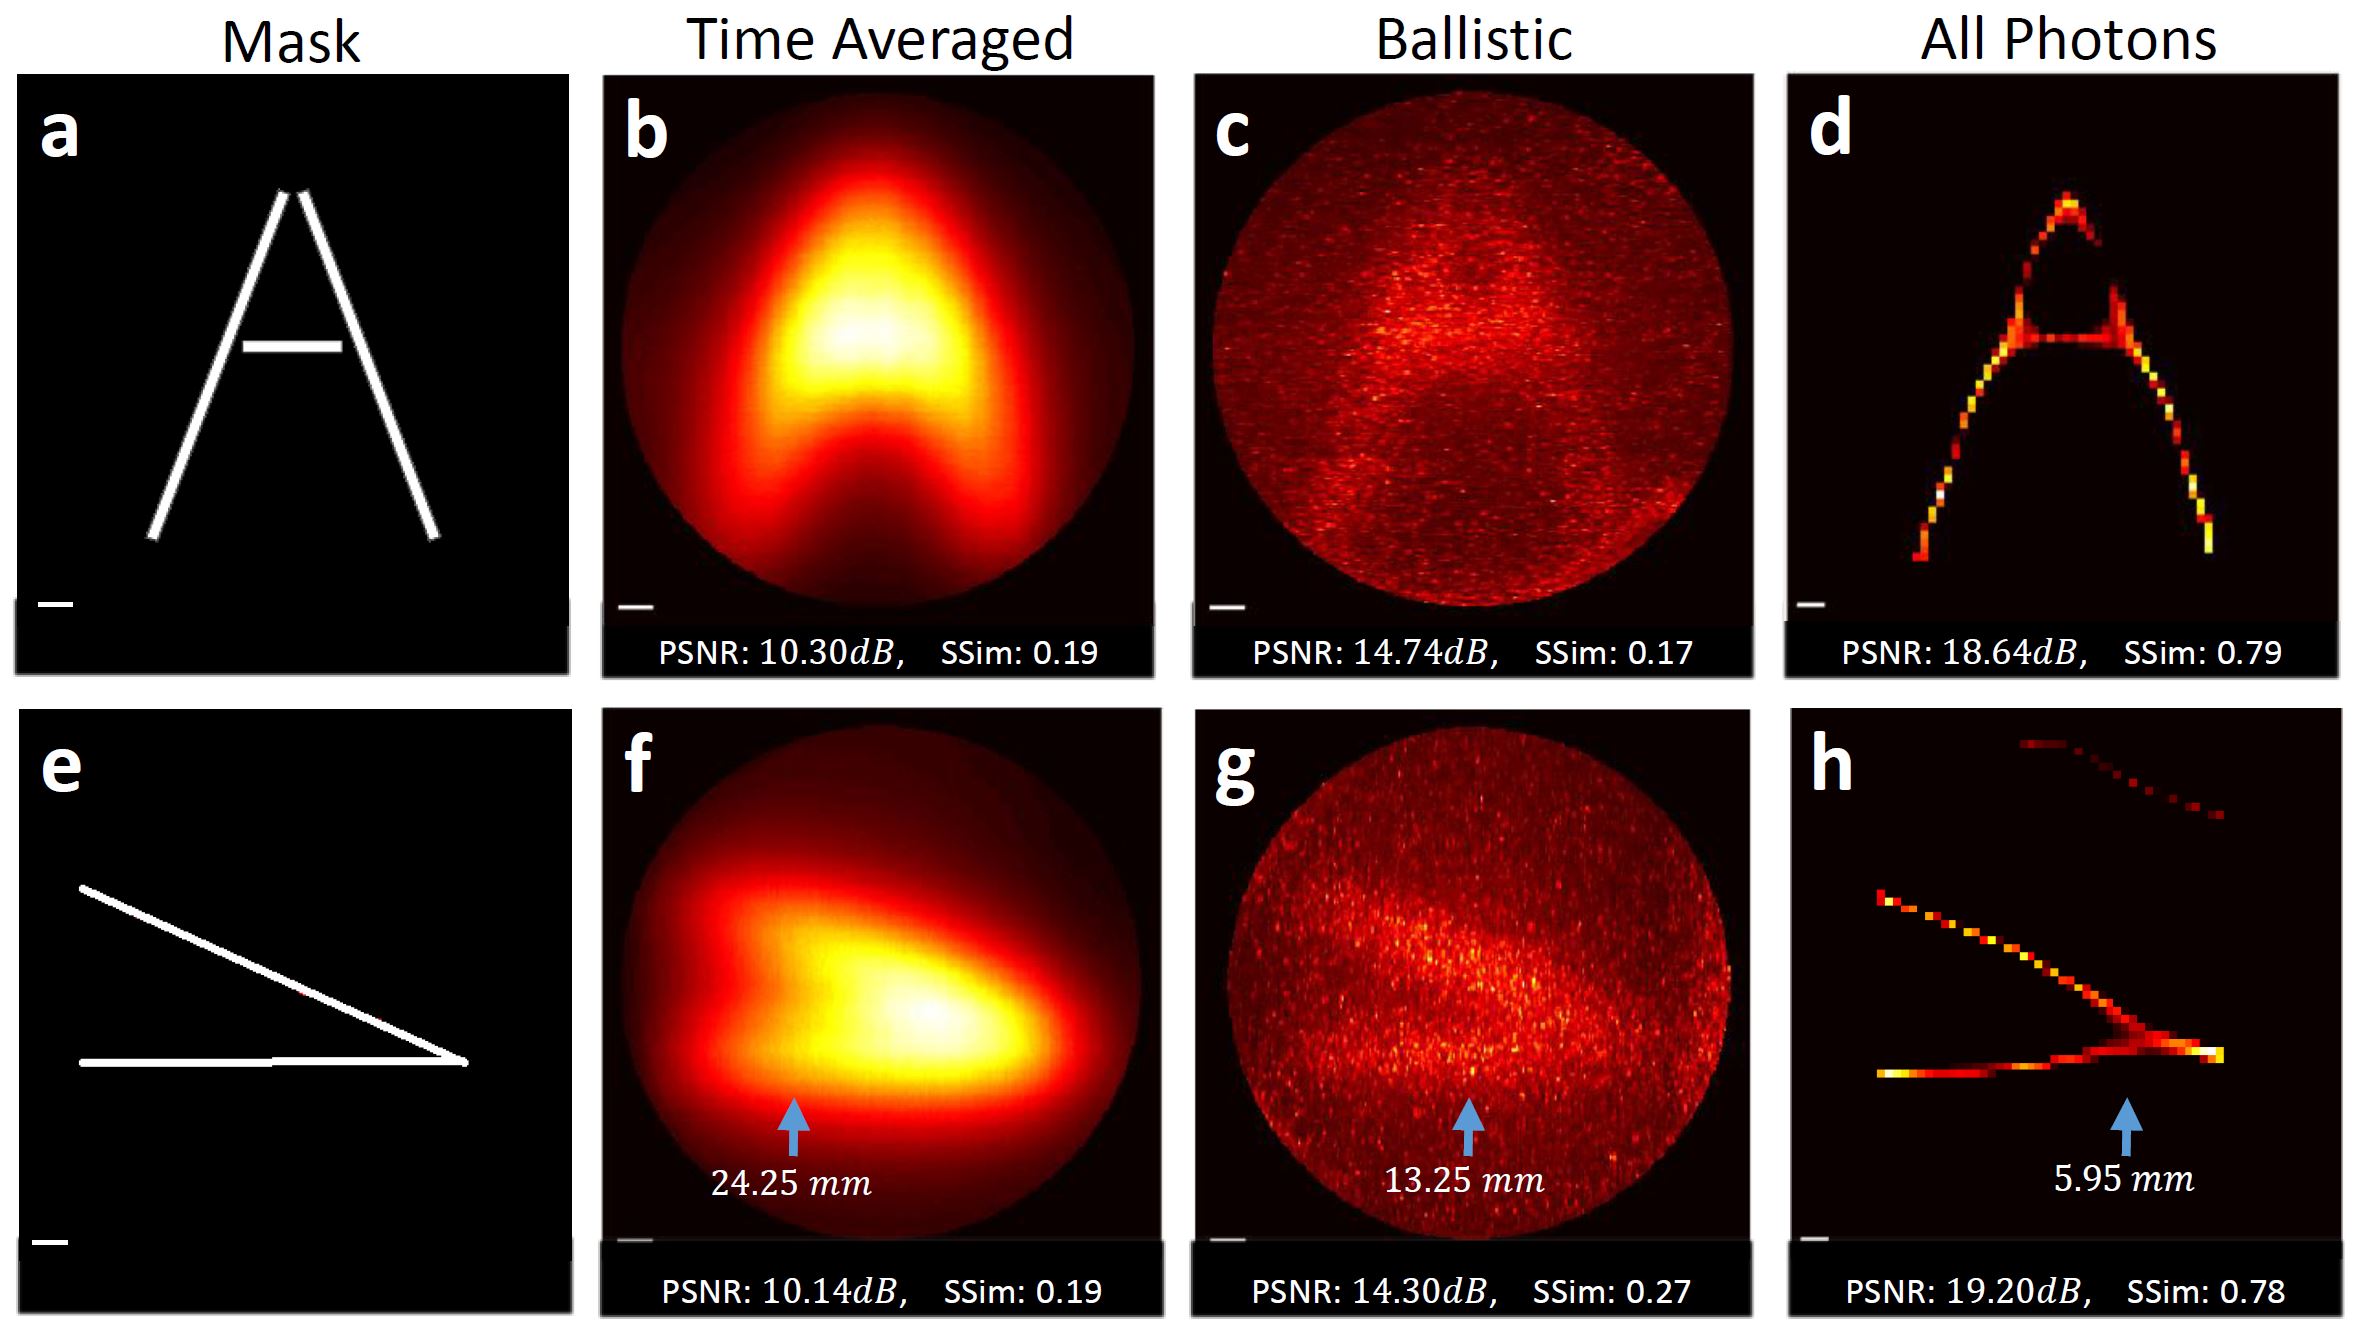 Mask
Time Averaged
Ballistic
All Photons
a
b
c
d
PSNR: 10.30dB, SSim: 0.19
PSNR: 14.74dB, SSim: 0.17
PSNR: 18.64dB, SSim: 0.79
e
f
g
h
24.25 mm
13.25 mm
5.95 mm
PSNR: 10.14dB, SSim: 0.19
PSNR: 14.30dB, SSim: 0.27
PSNR: 19.20dB, SSim: 0.78